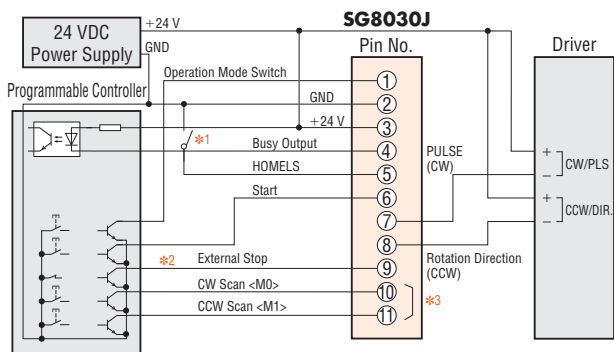 SG8030J
24 VDC
Power Supply
+24 V
GND
Pin No.
Driver
Programmable Controller
Operation Mode Switch
1
GND
2
+24 V
3
*1
Busy Output
4
PULSE
(CW)
HOMELS
5
Start
6
7
8
Rotation Direction
(CCW)
*2
External Stop
9
CW Scan <M0>
10
*3
CCW Scan <M1>
11
+
CW/PLS
−
+
CCW/DIR.
−